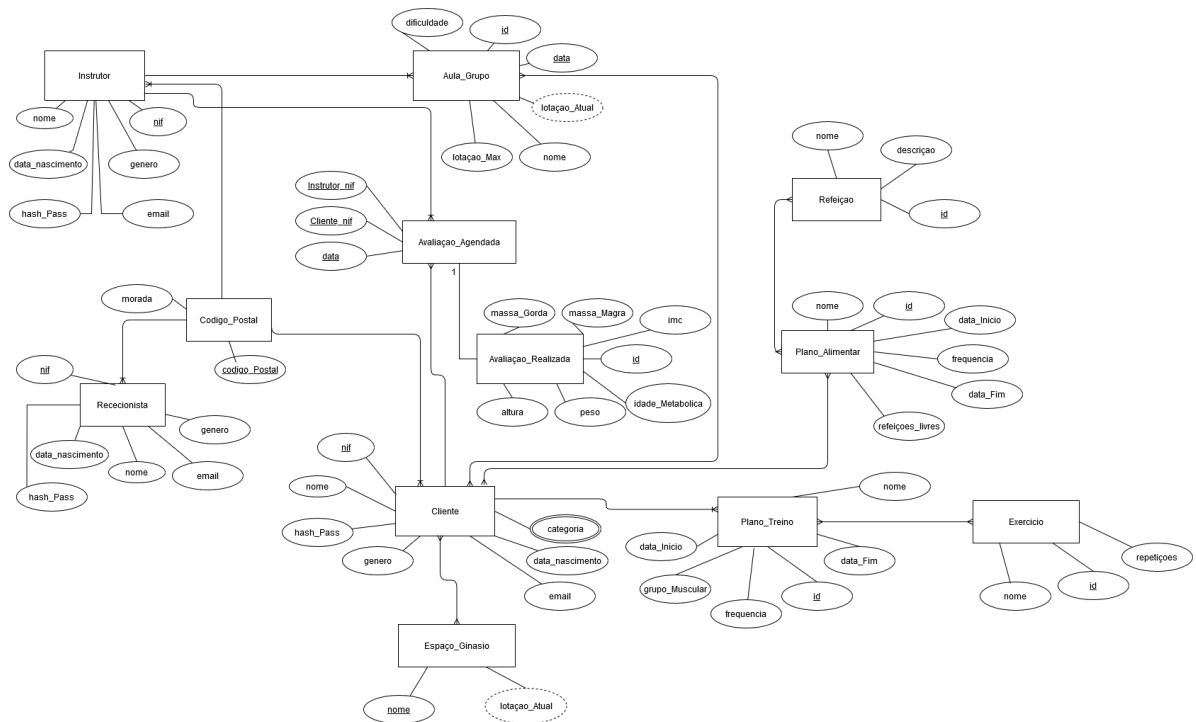 dificuldade
id
data
Instrutor
Aula_Grupo
lotaçao_Atual
nome
nif
data_nascimento
genero
lotaçao_Max
nome
hash_Pass
email
nome
descriçao
Refeiçao
id
Instrutor_nif
Cliente_nif
data
Avaliaçao_Agendada
1
morada
Codigo_Postal
codigo_Postal
massa_Gorda
massa_Magra
imc
Avaliaçao_Realizada
id
altura
peso
idade_Metabolica
nome
id
data_Inicio
Plano_Alimentar
frequencia
data_Fim
refeiçoes_livres
nif
Rececionista
genero
data_nascimento
nome
email
hash_Pass
nif
nome
Cliente
hash_Pass
genero
categoria
data_nascimento
email
nome
Plano_Treino
data_Inicio
grupo_Muscular
frequencia
id
data_Fim
Exercicio
repetiçoes
nome
id
Espaço_Ginasio
nome
lotaçao_Atual